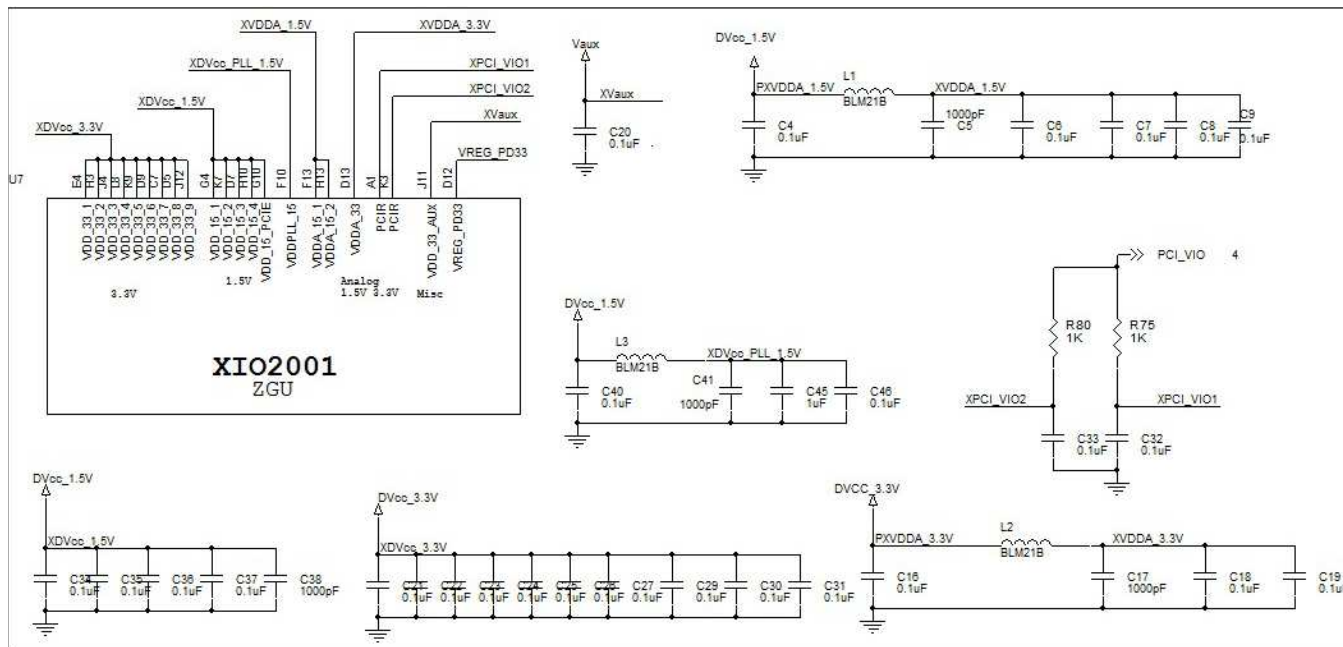 XVDDA_1.5V
XVDDA_3.3V
XDVcc_PLL_1.5V
XPCI_VIO1
XDVcc_1.5V
XPCI_VIO2
XVaux
XDVcc_3.3V
VREG_PD33
U7
E4
H3
J4
L8
K9
D9
C7
D5
J12
G4
K7
D7
H10
G10
F10
F13
H13
D13
A1
K3
J11
D12
VDD_33_1
VDD_33_2
VDD_33_3
VDD_33_4
VDD_33_5
VDD_33_6
VDD_33_7
VDD_33_8
VDD_33_9
VDD_15_1
VDD_15_2
VDD_15_3
VDD_15_4
VDD_15_PCIE
VDDPLL_15
VDDA_15_1
VDDA_15_2
VDDA_33
PCIR
PCIR
VDD_33_AUX
VREG_PD33
3.3V
1.5V
Analog
1.5V 3.3V
Misc
XIO2001
ZGU
Vaux
XVaux
C20
0.1uF
DVcc_1.5V
PXVDDA_1.5V
L1
BLM21B
XVDDA_1.5V
C4
0.1uF
1000pF
C5
C6
0.1uF
C7
0.1uF
C8
0.1uF
C9
0.1uF
PCI_VIO 4
R80
1K
R75
1K
XPCI_VIO2
XPCI_VIO1
C33
0.1uF
C32
0.1uF
DVcc_1.5V
L3
BLM21B
XDVcc_PLL_1.5V
C40
0.1uF
C41
1000pF
C45
1uF
C46
0.1uF
DVcc_1.5V
XDVcc_1.5V
C34
0.1uF
C35
0.1uF
C36
0.1uF
C37
0.1uF
C38
1000pF
DVcc_3.3V
XDVcc_3.3V
C21
0.1uF
C22
0.1uF
C23
0.1uF
C24
0.1uF
C25
0.1uF
C26
0.1uF
C27
0.1uF
C29
0.1uF
C30
0.1uF
C31
0.1uF
DVCC_3.3V
PXVDDA_3.3V
L2
BLM21B
XVDDA_3.3V
C16
0.1uF
C17
1000pF
C18
0.1uF
C19
0.1u